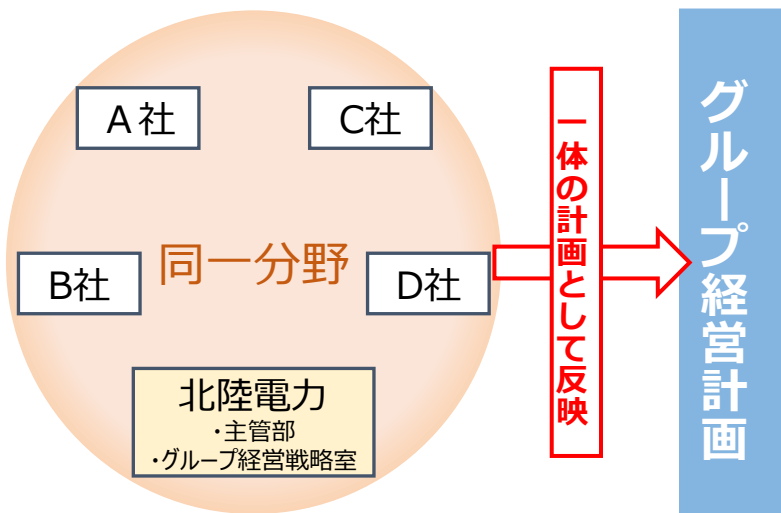 A社
C社
同一分野
B社
D社
北陸電力
・主管部
・グループ経営戦略室
一体の計画として反映
グループ経営計画